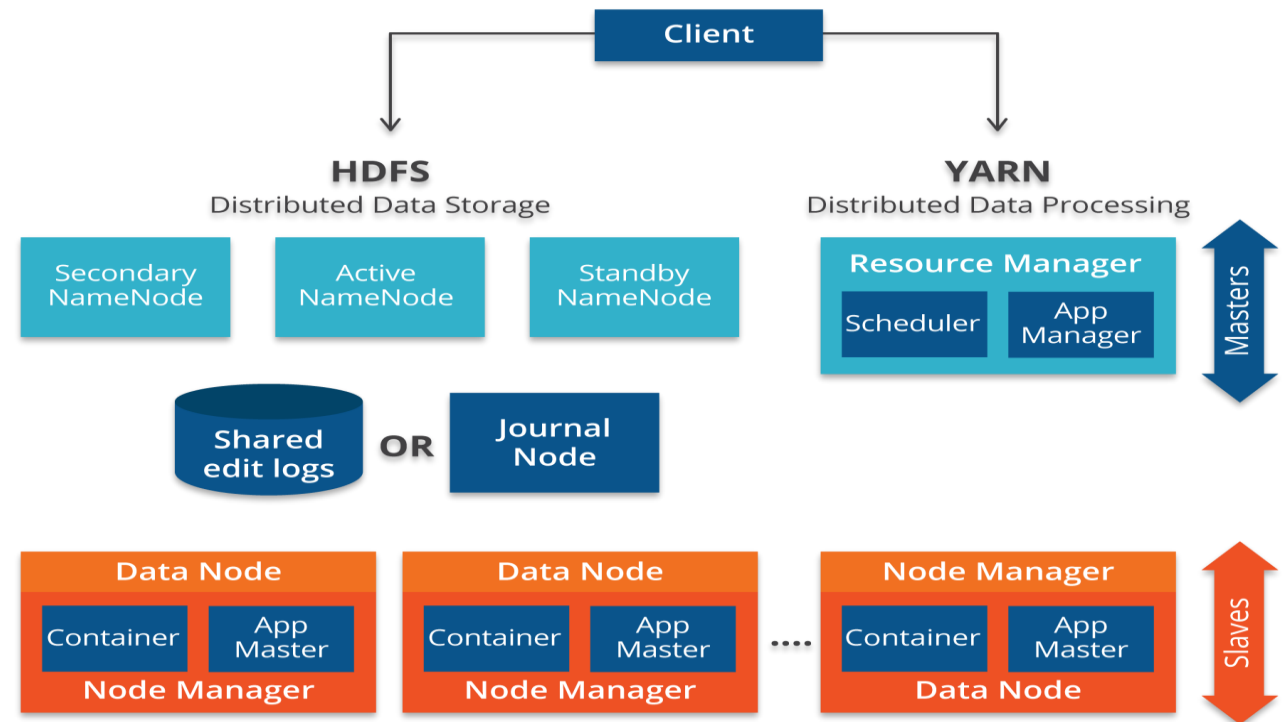 Client
HDFS
Distributed Data Storage
YARN
Distributed Data Processing
Secondary
NameNode
Active
NameNode
Standby
NameNode
Resource Manager
Scheduler
App
Manager
Masters
Shared
edit logs
OR
Journal
Node
Data Node
Container
App
Master
Node Manager
Data Node
Container
App
Master
Node Manager
....
Node Manager
Container
App
Master
Data Node
Slaves